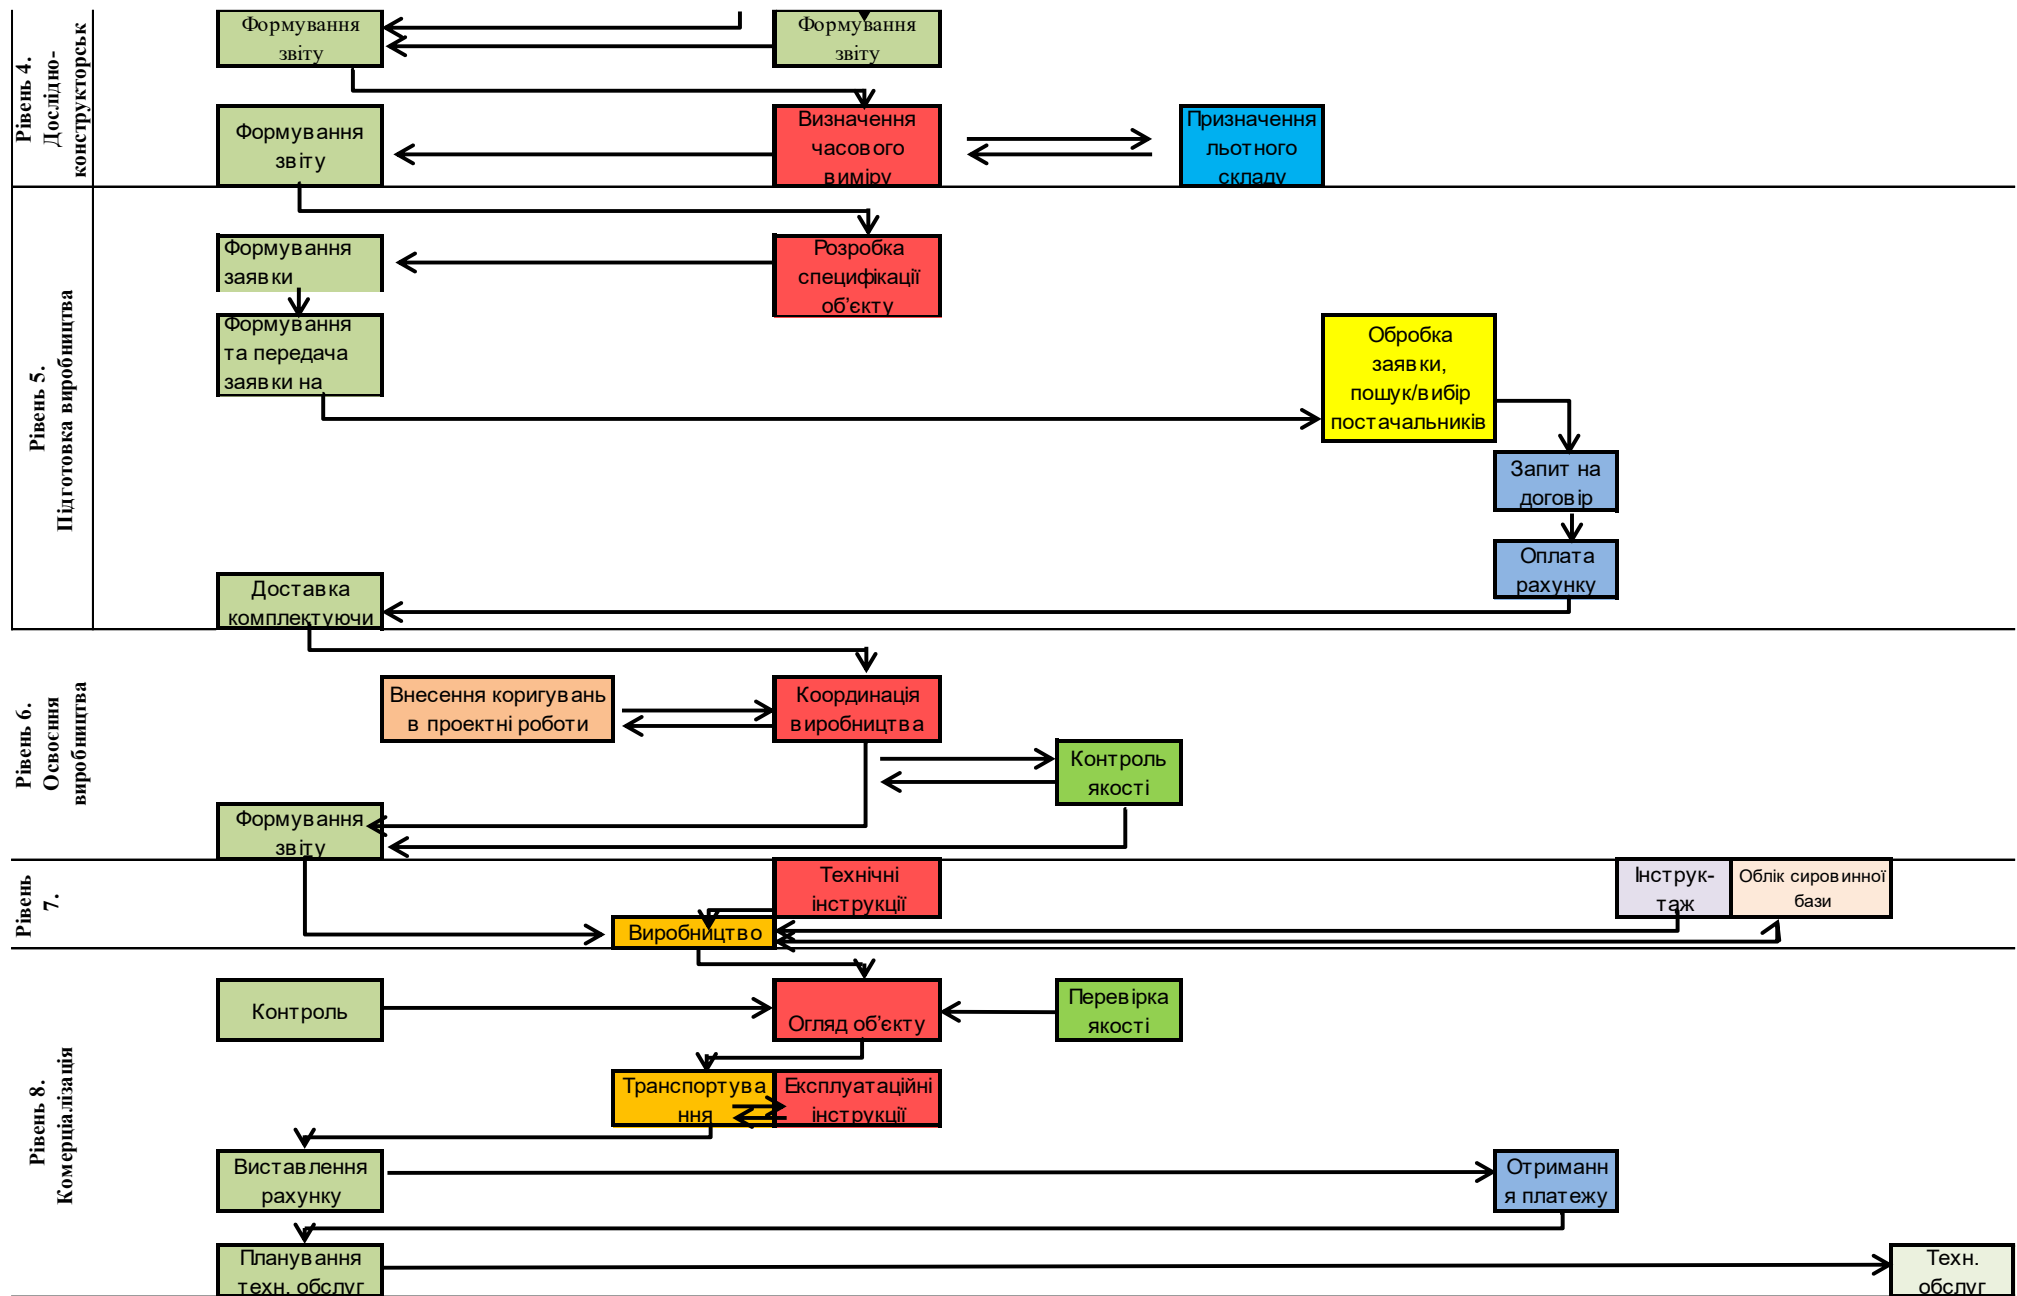 Рівень 4.
Дослідно-
конструкторськ
Формування
звіту
Формування
звіту
Формування
звіту
Визначення
часового
виміру
Призначення
льотного
складу
Рівень 5.
Підготовка виробництва
Формування
заявки
Розробка
специфікації
об'єкту
Формування
та передача
заявки на
Обробка
заявки,
пошук/вибір
постачальників
Запит на
договір
Оплата
рахунку
Доставка
комплектуючи
Рівень 6.
Освоєння
виробництва
Внесення коригувань
в проектні роботи
Координація
виробництва
Контроль
якості
Формування
звіту
Рівень
7.
Технічні
інструкції
Інструк-
таж
Облік сировинної
бази
Виробництво
Рівень 8.
Комерціалізація
Контроль
Огляд об'єкту
Перевірка
якості
Транспортува
ння
Експлуатаційні
інструкції
Виставлення
рахунку
Отриманн
я платежу
Планування
техн. обслуг
Техн.
обслуг